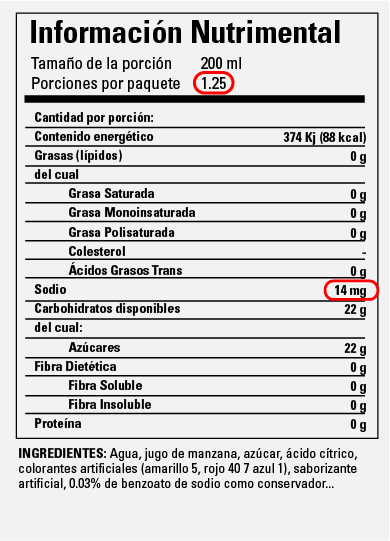 Información Nutrimental
Tamaño de la porción 200 ml
Porciones por paquete 1.25
Cantidad por porción:
Contenido energético 374 Kj (88 kcal)
Grasas (lípidos) 0 g
del cual
Grasa Saturada 0 g
Grasa Monoinsaturada 0 g
Grasa Polisaturada 0 g
Colesterol -
Ácidos Grasos Trans 0 g
Sodio 14 mg
Carbohidratos disponibles 22 g
del cual:
Azúcares 22 g
Fibra Dietética 0 g
Fibra Soluble 0 g
Fibra Insoluble 0 g
Proteína 0 g
INGREDIENTES: Agua, jugo de manzana, azúcar, ácido cítrico,
colorantes artificiales (amarillo 5, rojo 40 7 azul 1), saborizante
artificial, 0.03% de benzoato de sodio como conservador...